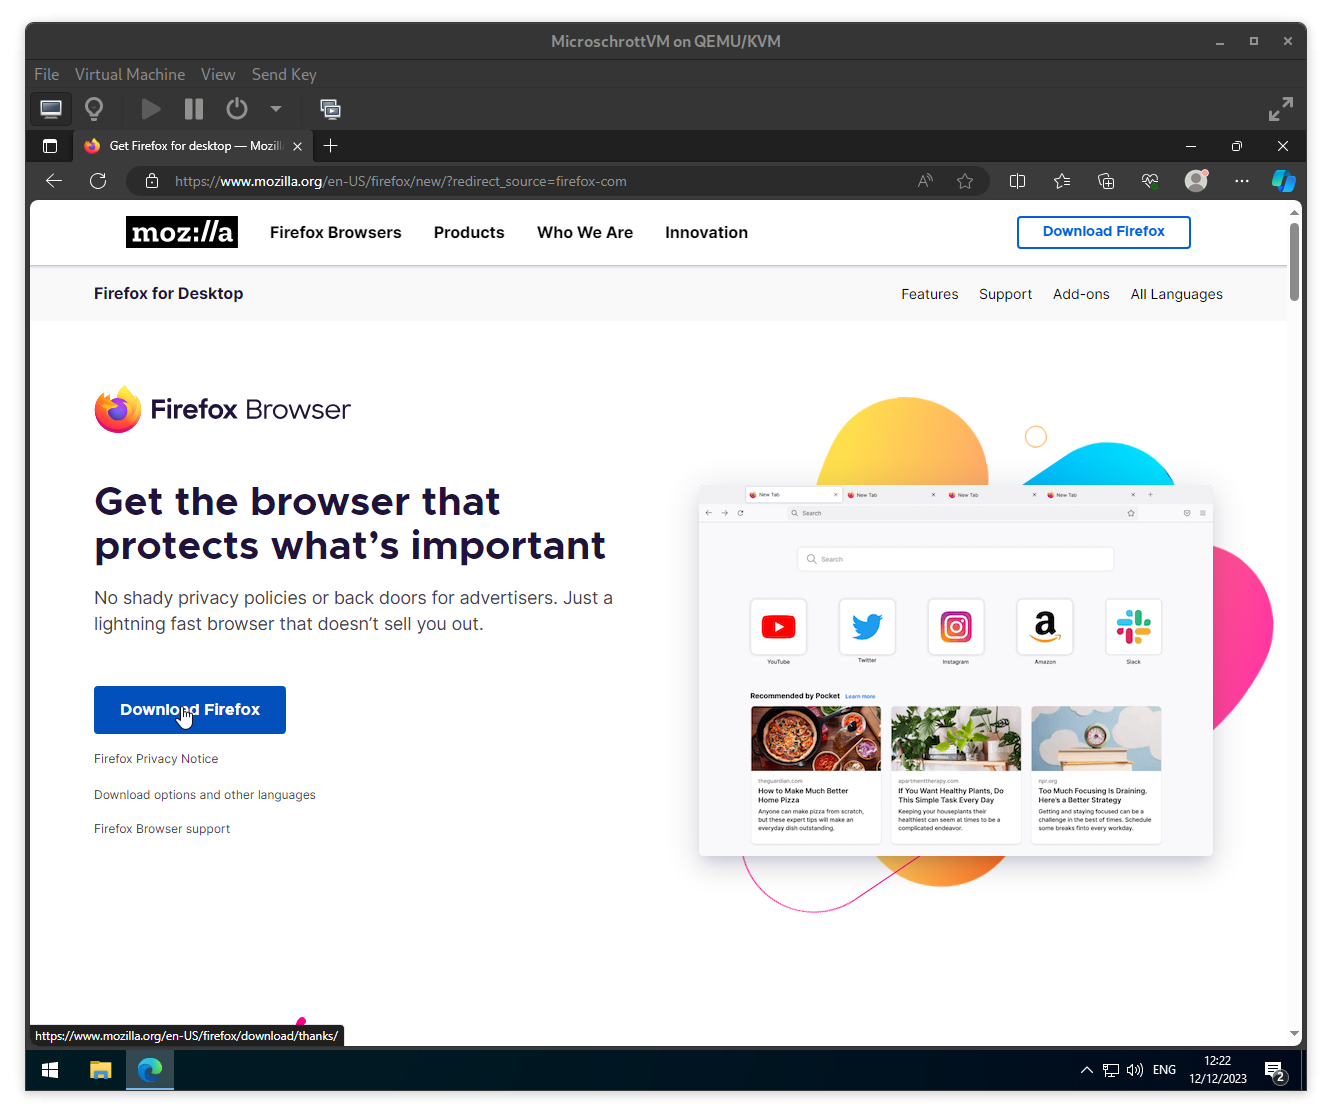 MicroschrottVM on QEMU/KVM
File Virtual Machine View Send Key
Get Firefox for desktop — Mozill
https://www.mozilla.org/en-US/firefox/new/?redirect_source=firefox-com
moz://a Firefox Browsers Products Who We Are Innovation Download Firefox
Firefox for Desktop Features Support Add-ons All Languages
Firefox Browser
Get the browser that
protects what's important
No shady privacy policies or back doors for advertisers. Just a
lightning fast browser that doesn't sell you out.
Download Firefox
Firefox Privacy Notice
Download options and other languages
Firefox Browser support
New Tab New Tab New Tab New Tab
Search
Search
YouTube Twitter Instagram Amazon Slack
Recommended by Pocket Learn more
theguardian.com
How to Make Much Better
Home Pizza
Anyone can make pizza from scratch,
but these expert tips will make an
everyday dish outstanding.
apartmenttherapy.com
If You Want Healthy Plants, Do
This Simple Task Every Day
Keeping your houseplants their
healthiest can seem at times to be a
complicated endeavor.
npr.org
Too Much Focusing Is Draining.
Here's a Better Strategy
Getting and staying focused can be a
challenge in the best of times. Schedule
some breaks finto every workday.
https://www.mozilla.org/en-US/firefox/download/thanks/
ENG
12:22
12/12/2023
2